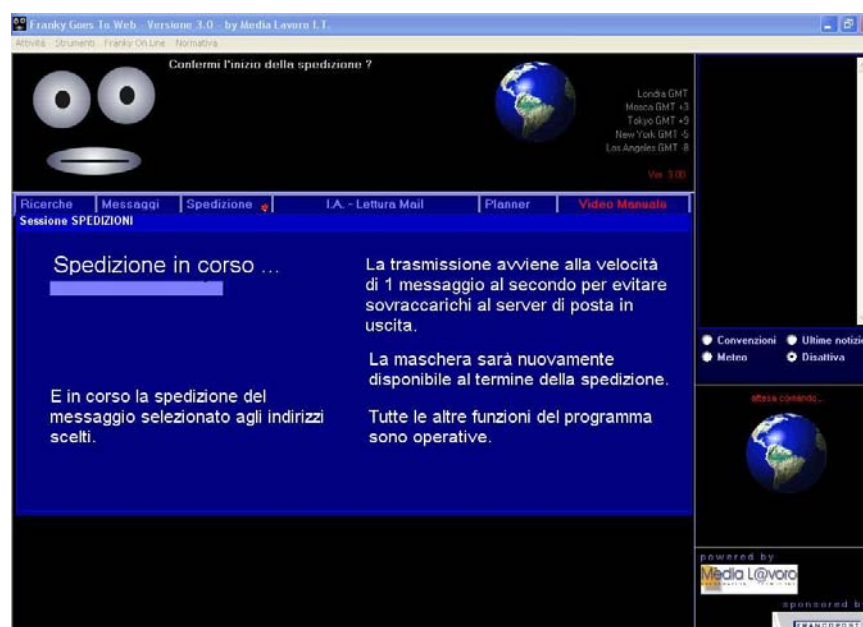 Franky Goes To Web - Versione 3.0 - by Media Lavoro I.T.
Attività Strumenti Franky On Line Normativa
Confermi l'inizio della spedizione ?
Londra GMT
Mosca GMT +3
Tokyo GMT +9
New York GMT -5
Los Angeles GMT -8
Ver. 3.00
Ricerche Messaggi Spedizione I.A. - Lettura Mail Planner Video Manuale
Sessione SPEDIZIONI
Spedizione in corso ...
E in corso la spedizione del
messaggio selezionato agli indirizzi
scelti.
La trasmissione avviene alla velocità
di 1 messaggio al secondo per evitare
sovraccarichi al server di posta in
uscita.
La maschera sarà nuovamente
disponibile al termine della spedizione.
Tutte le altre funzioni del programma
sono operative.
Convenzioni Ultime notizie
Meteo Disattiva
attesa comando...
powered by
Media L@voro
sponsored by